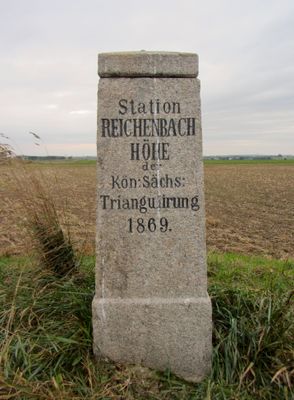 Station
REICHENBACH
HÖHE
der
Kön: Sächs:
Triangulirung
1869.